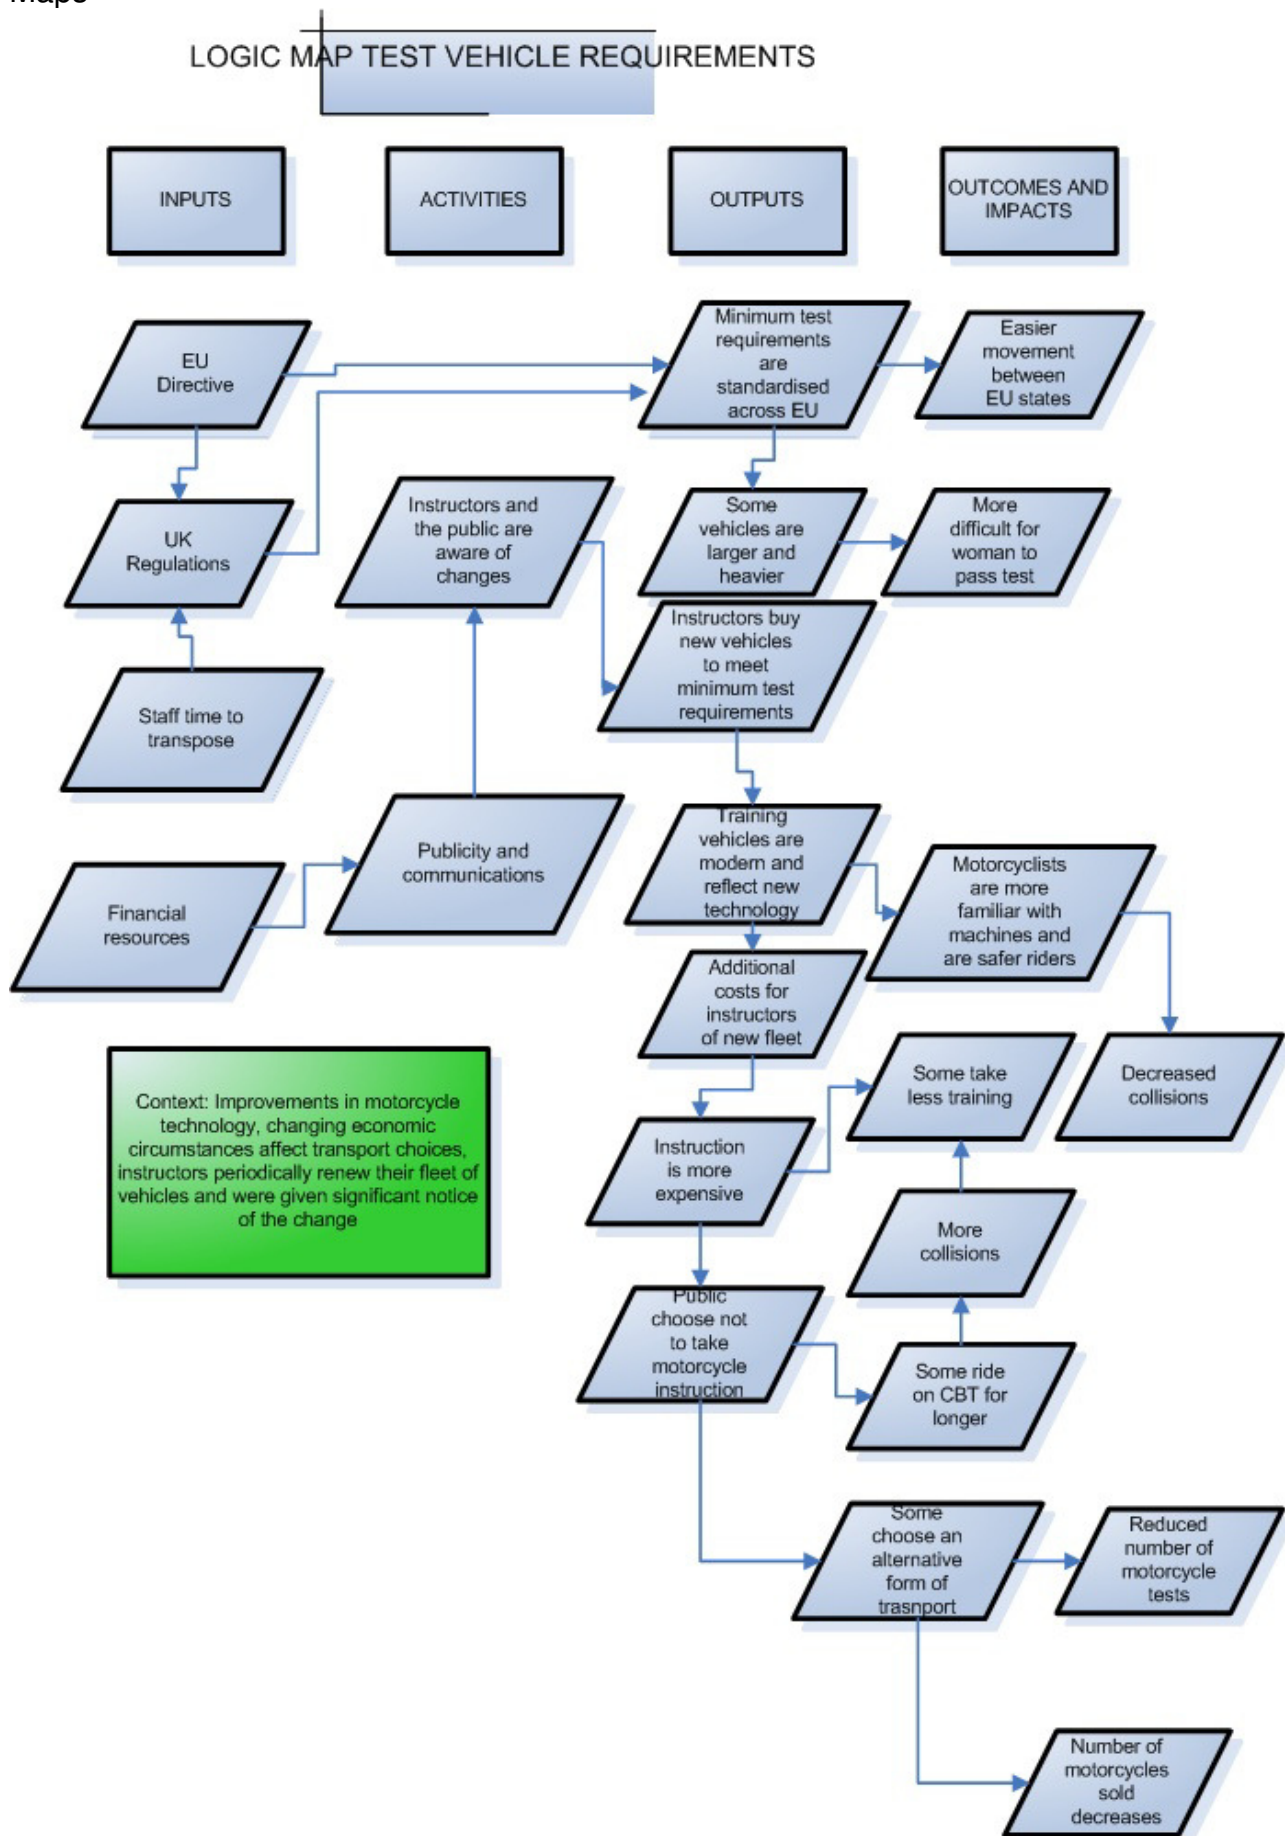 Maps
LOGIC MAP TEST VEHICLE REQUIREMENTS
INPUTS
ACTIVITIES
OUTPUTS
OUTCOMES AND
IMPACTS
EU
Directive
Minimum test
requirements
are
standardised
across EU
Easier
movement
between
EU states
UK
Regulations
Instructors and
the public are
aware of
changes
Some
vehicles are
larger and
heavier
More
difficult for
woman to
pass test
Instructors buy
new vehicles
to meet
minimum test
requirements
Staff time to
transpose
Publicity and
communications
Training
vehicles are
modern and
reflect new
technology
Motorcyclists
are more
familiar with
machines and
are safer riders
Financial
resources
Additional
costs for
instructors
of new fleet
Some take
less training
Decreased
collisions
Context: Improvements in motorcycle
technology, changing economic
circumstances affect transport choices,
instructors periodically renew their fleet of
vehicles and were given significant notice
of the change
Instruction
is more
expensive
More
collisions
Public
choose not
to take
motorcycle
instruction
Some ride
on CBT for
longer
Some
choose an
alternative
form of
trasnport
Reduced
number of
motorcycle
tests
Number of
motorcycles
sold
decreases